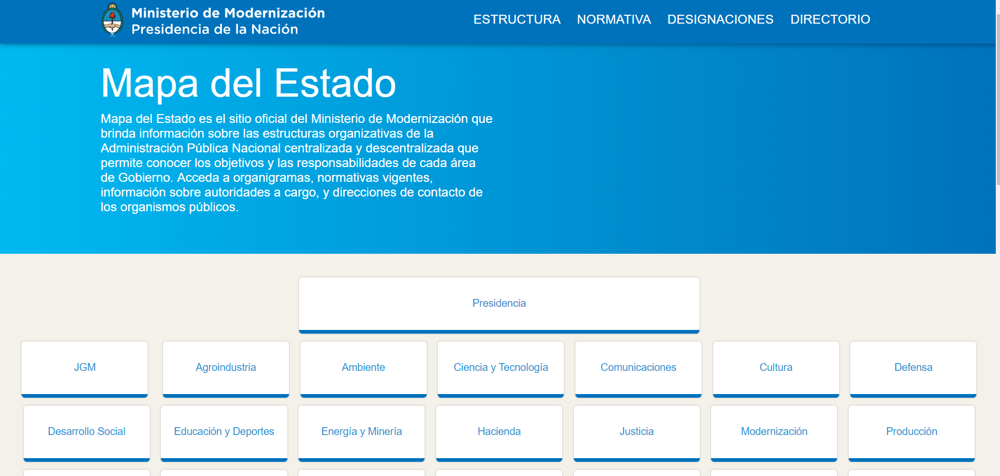 Ministerio de Modernización
Presidencia de la Nación
ESTRUCTURA NORMATIVA DESIGNACIONES DIRECTORIO
Mapa del Estado
Mapa del Estado es el sitio oficial del Ministerio de Modernización que
brinda información sobre las estructuras organizativas de la
Administración Pública Nacional centralizada y descentralizada que
permite conocer los objetivos y las responsabilidades de cada área
de Gobierno. Acceda a organigramas, normativas vigentes,
información sobre autoridades a cargo, y direcciones de contacto de
los organismos públicos.
Presidencia
JGM Agroindustria Ambiente Ciencia y Tecnología Comunicaciones Cultura Defensa
Desarrollo Social Educación y Deportes Energía y Minería Hacienda Justicia Modernización Producción